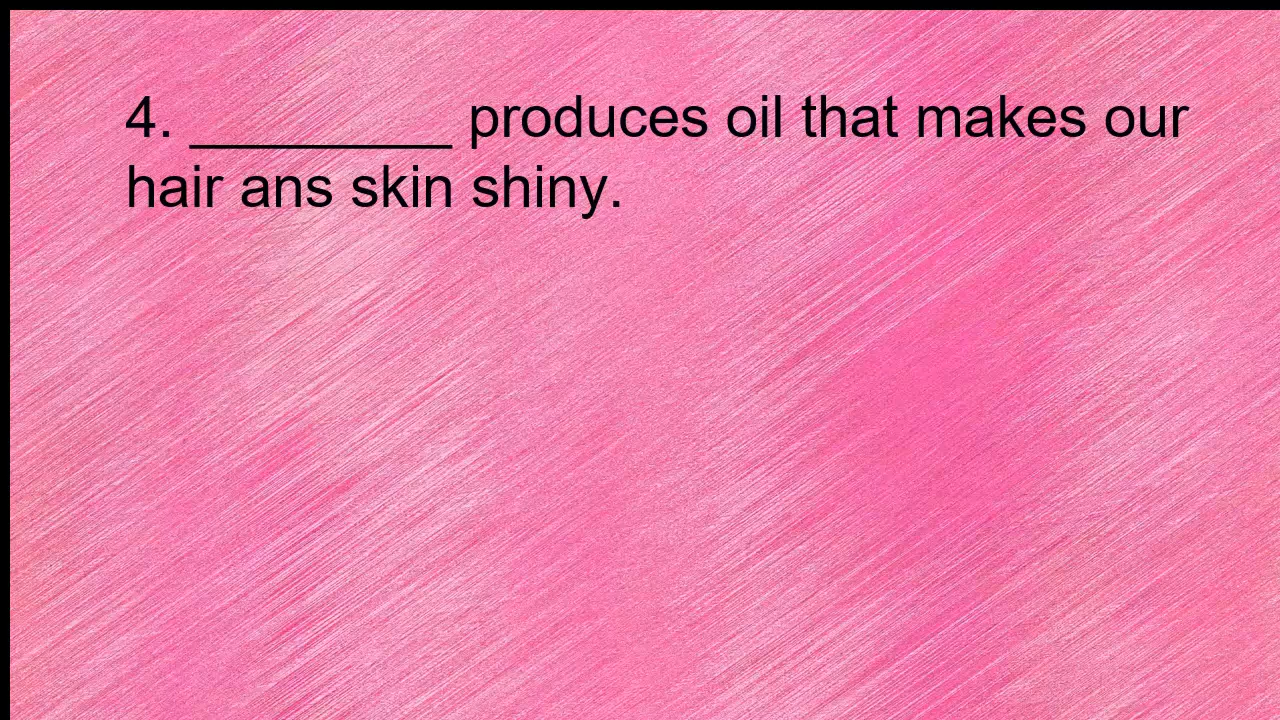 4. _________ produces oil that makes our
hair ans skin shiny.